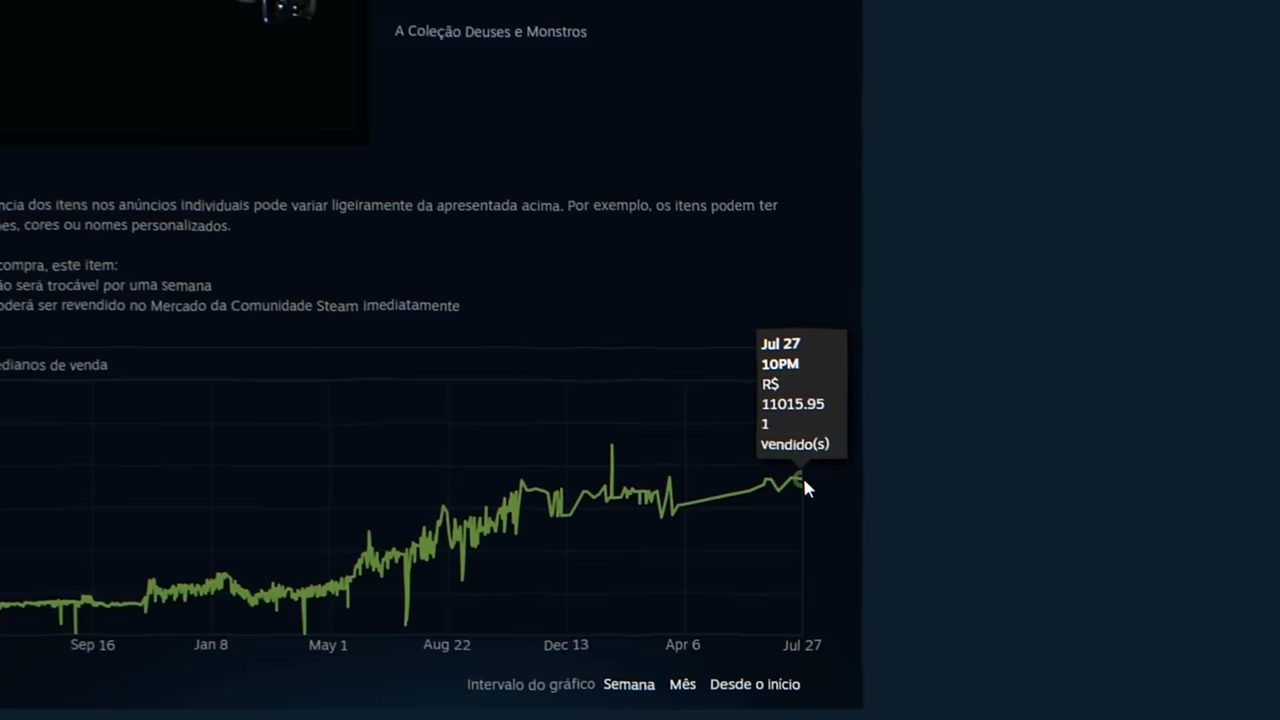 A Coleção Deuses e Monstros
ncia dos itens nos anúncios individuais pode variar ligeiramente da apresentada acima. Por exemplo, os itens podem ter
ões, cores ou nomes personalizados.
compra, este item:
ão será trocável por uma semana
oderá ser revendido no Mercado da Comunidade Steam imediatamente
edianos de venda
Jul 27
10PM
R$
11015.95
1
vendido(s)
Sep 16 Jan 8 May 1 Aug 22 Dec 13 Apr 6 Jul 27
Intervalo do gráfico Semana Mês Desde o início